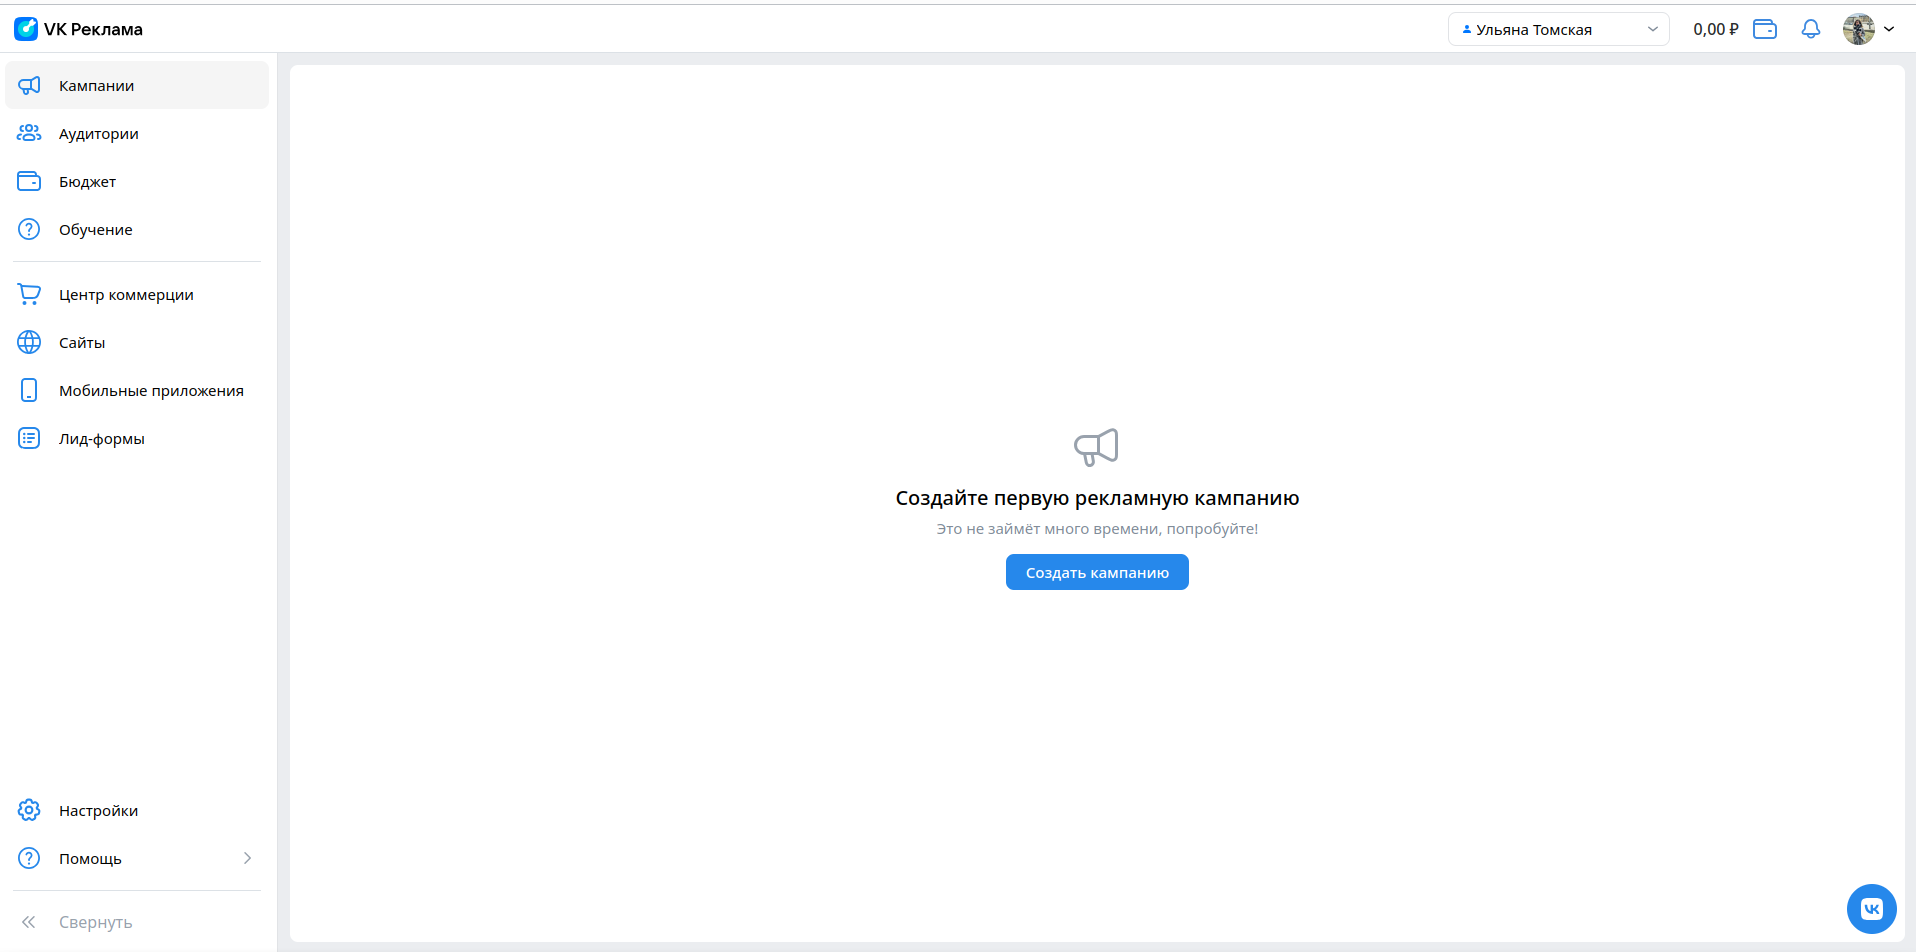 VK Реклама
Ульяна Томская
0,00 ₽
Кампании
Аудитории
Бюджет
Обучение
Центр коммерции
Сайты
Мобильные приложения
Лид-формы
Создайте первую рекламную кампанию
Это не займёт много времени, попробуйте!
Создать кампанию
Настройки
Помощь
Свернуть